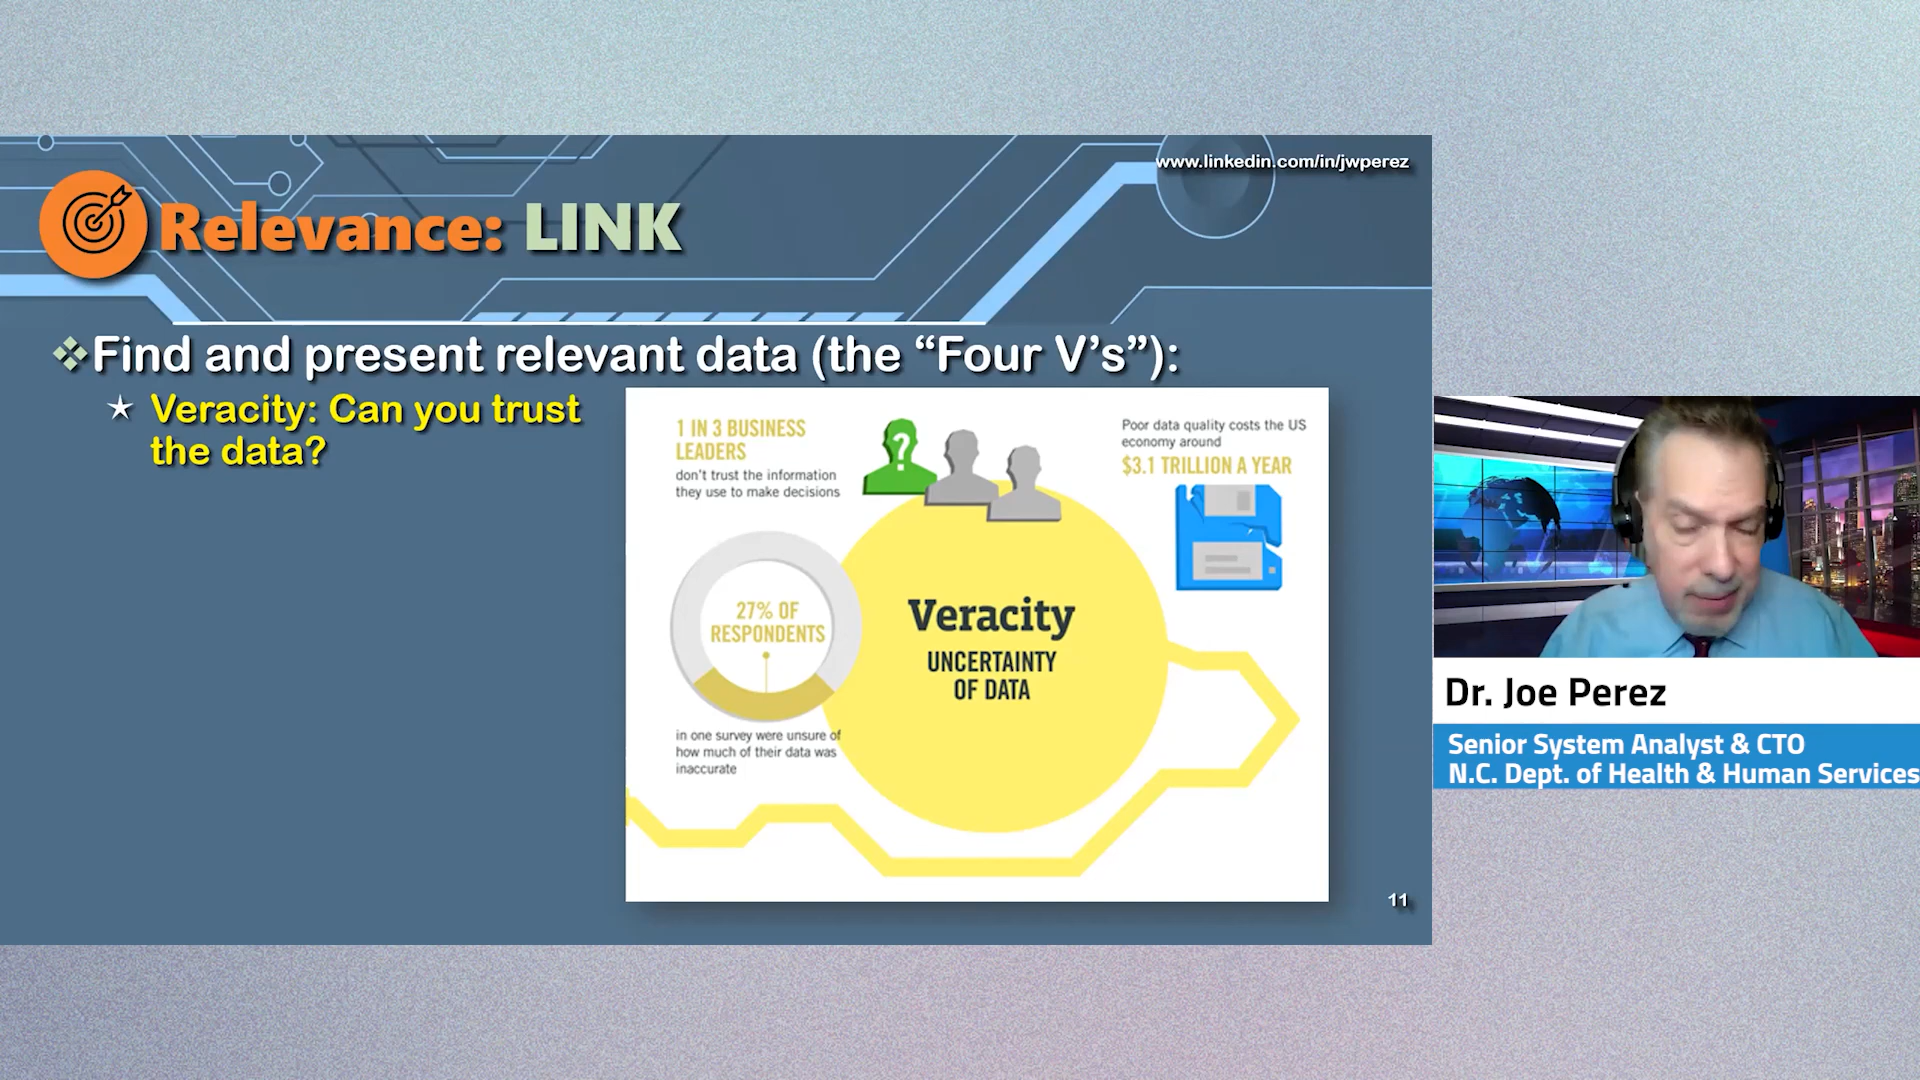 www.linkedin.com/in/jwperez
Relevance: LINK
Find and present relevant data (the “Four V’s”):
Veracity: Can you trust
the data?
1 IN 3 BUSINESS
LEADERS
don't trust the information
they use to make decisions
?
Poor data quality costs the US
economy around
$3.1 TRILLION A YEAR
27% OF
RESPONDENTS
in one survey were unsure of
how much of their data was
inaccurate
Veracity
UNCERTAINTY
OF DATA
11
Dr. Joe Perez
Senior System Analyst & CTO
N.C. Dept. of Health & Human Services